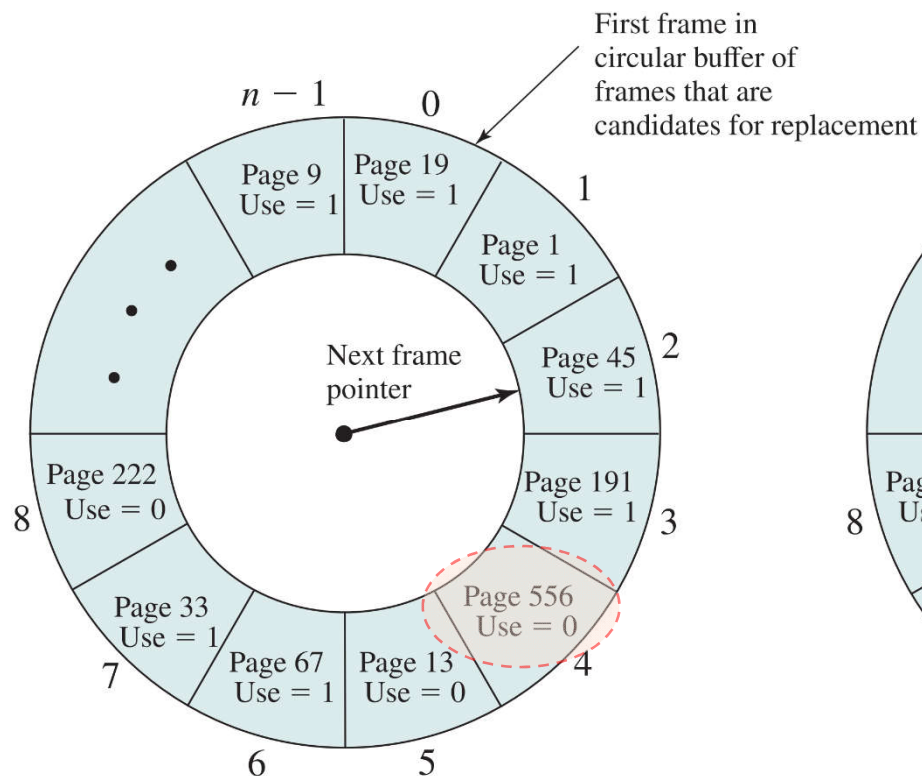 First frame in
circular buffer of
frames that are
candidates for replacement
n − 1
0
Page 9
Use = 1
Page 19
Use = 1
1
Page 1
Use = 1
2
Page 45
Use = 1
Next frame
pointer
Page 191
Use = 1
3
Page 556
Use = 0
4
Page 13
Use = 0
5
Page 67
Use = 1
6
Page 33
Use = 1
7
Page 222
Use = 0
8
8